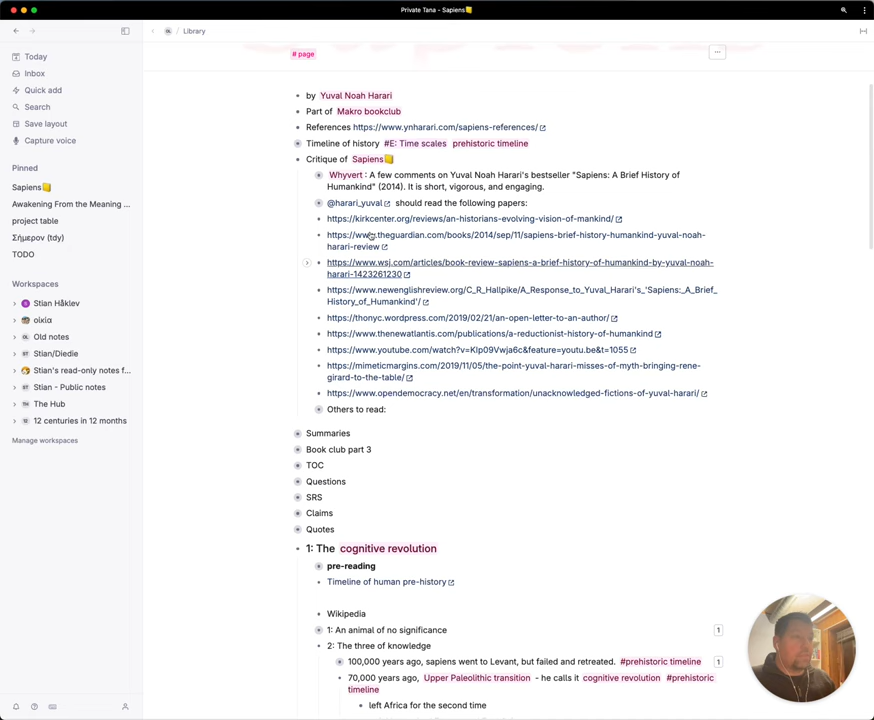 Private Tana - Sapiens📒
OL / Library
Today
Inbox
Quick add
Search
Save layout
Capture voice
Pinned
Sapiens📒
Awakening From the Meaning ...
project table
Σήμερον (tdy)
TODO
Workspaces
S Stian Håklev
οἰκία
OL Old notes
ST Stian/Diedie
Stian's read-only notes f...
ST Stian - Public notes
TH The Hub
12 12 centuries in 12 months
Manage workspaces
# page
...
by Yuval Noah Harari
Part of Makro bookclub
References https://www.ynharari.com/sapiens-references/
Timeline of history #E: Time scales prehistoric timeline
Critique of Sapiens📒
Whyvert : A few comments on Yuval Noah Harari's bestseller "Sapiens: A Brief History of
Humankind" (2014). It is short, vigorous, and engaging.
@harari_yuval should read the following papers:
https://kirkcenter.org/reviews/an-historians-evolving-vision-of-mankind/
https://www.theguardian.com/books/2014/sep/11/sapiens-brief-history-humankind-yuval-noah-
harari-review
https://www.wsj.com/articles/book-review-sapiens-a-brief-history-of-humankind-by-yuval-noah-
harari-1423261230
https://www.newenglishreview.org/C_R_Hallpike/A_Response_to_Yuval_Harari's_'Sapiens:_A_Brief_
History_of_Humankind'/
https://thonyc.wordpress.com/2019/02/21/an-open-letter-to-an-author/
https://www.thenewatlantis.com/publications/a-reductionist-history-of-humankind
https://www.youtube.com/watch?v=KIp09Vwja6c&feature=youtu.be&t=1055
https://mimeticmargins.com/2019/11/05/the-point-yuval-harari-misses-of-myth-bringing-rene-
girard-to-the-table/
https://www.opendemocracy.net/en/transformation/unacknowledged-fictions-of-yuval-harari/
Others to read:
Summaries
Book club part 3
TOC
Questions
SRS
Claims
Quotes
1: The cognitive revolution
pre-reading
Timeline of human pre-history
Wikipedia
1: An animal of no significance 1
2: The three of knowledge
100,000 years ago, sapiens went to Levant, but failed and retreated. #prehistoric timeline 1
70,000 years ago, Upper Paleolithic transition - he calls it cognitive revolution #prehistoric
timeline
left Africa for the second time